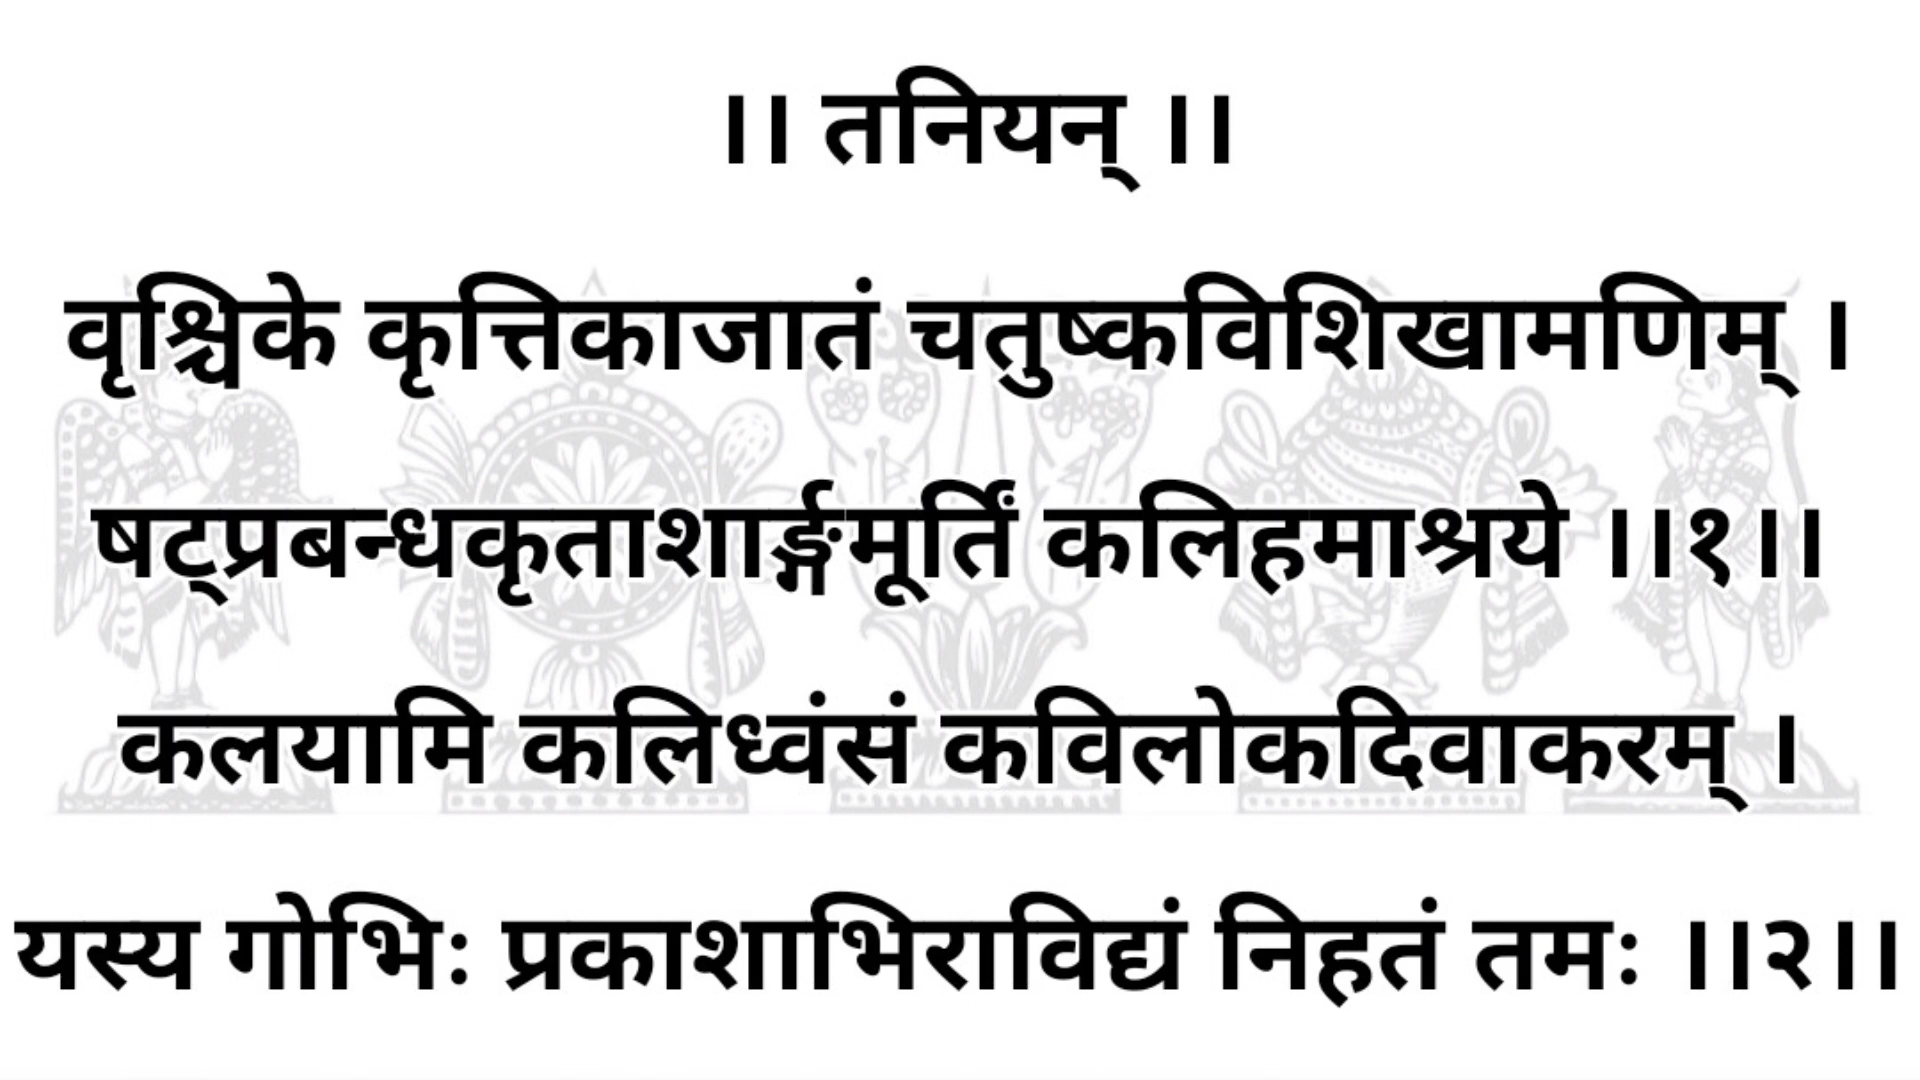 ।। तनियन् ।।
वृश्चिके कृत्तिकाजातं चतुष्कविशिखामणिम् ।
षट्प्रबन्धकृताशार्ङ्गमूर्तिं कलिहमाश्रये ।।१।।
कलयामि कलिध्वंसं कविलोकदिवाकरम् ।
यस्य गोभिः प्रकाशाभिराविद्यं निहतं तमः ।।२।।